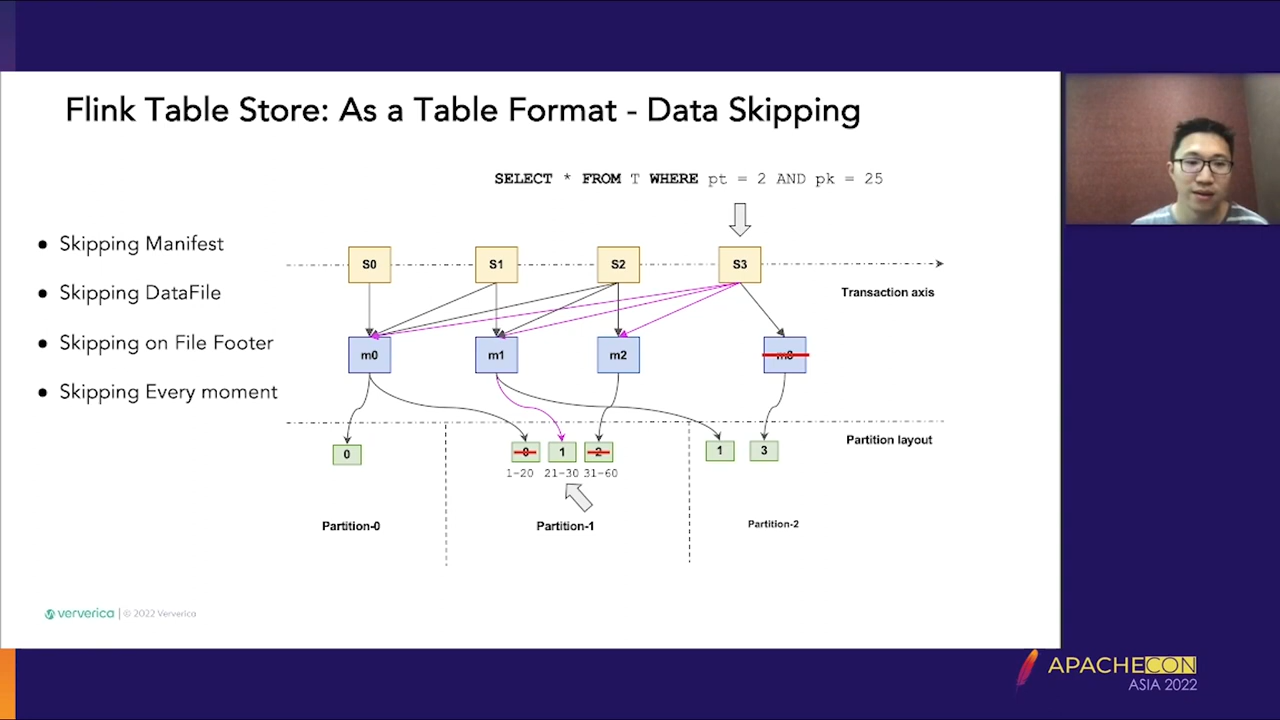 Flink Table Store: As a Table Format - Data Skipping
SELECT * FROM T WHERE pt = 2 AND pk = 25
● Skipping Manifest
● Skipping DataFile
● Skipping on File Footer
● Skipping Every moment
S0 S1 S2 S3
Transaction axis
m0 m1 m2 m3
Partition layout
0 0 1 2 1 3
1-20 21-30 31-60
Partition-0 Partition-1 Partition-2
ververica | © 2022 Ververica
APACHECON
ASIA 2022